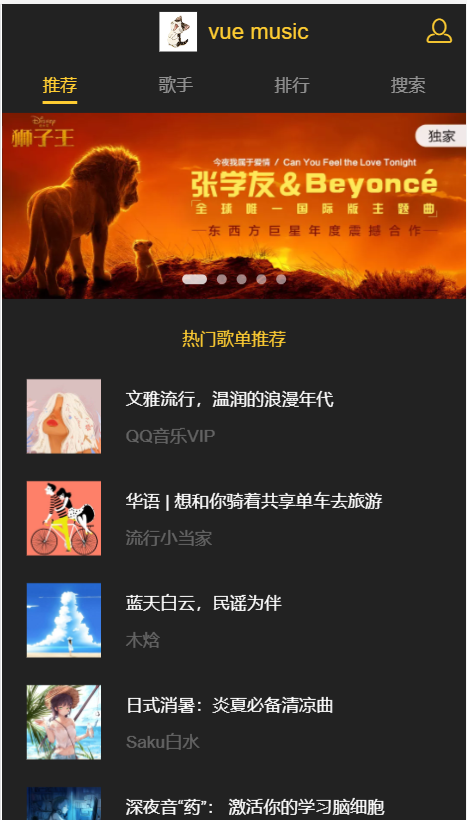 vue music
推荐
歌手
排行
搜索
Disney
狮子王
独家
今夜我属于爱情 / Can You Feel the Love Tonight
张学友&Beyoncé
全球唯一国际版主题曲
东西方巨星年度震撼合作
热门歌单推荐
文雅流行，温润的浪漫年代
QQ音乐VIP
华语 | 想和你骑着共享单车去旅游
流行小当家
蓝天白云，民谣为伴
木焓
日式消暑：炎夏必备清凉曲
Saku白水
深夜音“药”： 激活你的学习脑细胞